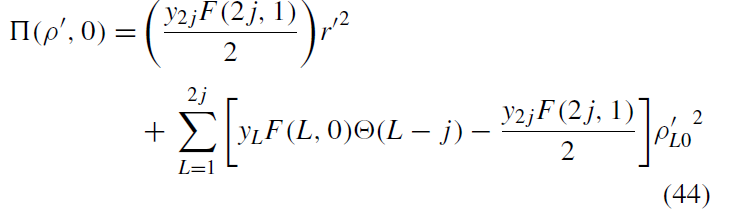 Π(ρ′, 0) = (y_{2j}F(2j, 1)/2) r′²
+ ∑_{L=1}^{2j} [y_L F(L, 0)Θ(L − j) − y_{2j}F(2j, 1)/2] ρ′_{L0}²
(44)